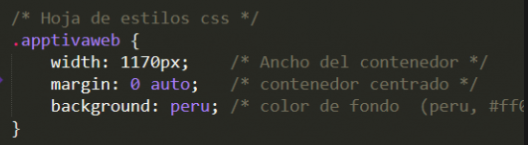 /* Hoja de estilos css */
.apptivaweb {
width: 1170px; /* Ancho del contenedor */
margin: 0 auto; /* contenedor centrado */
background: peru; /* color de fondo (peru, #ff0
}